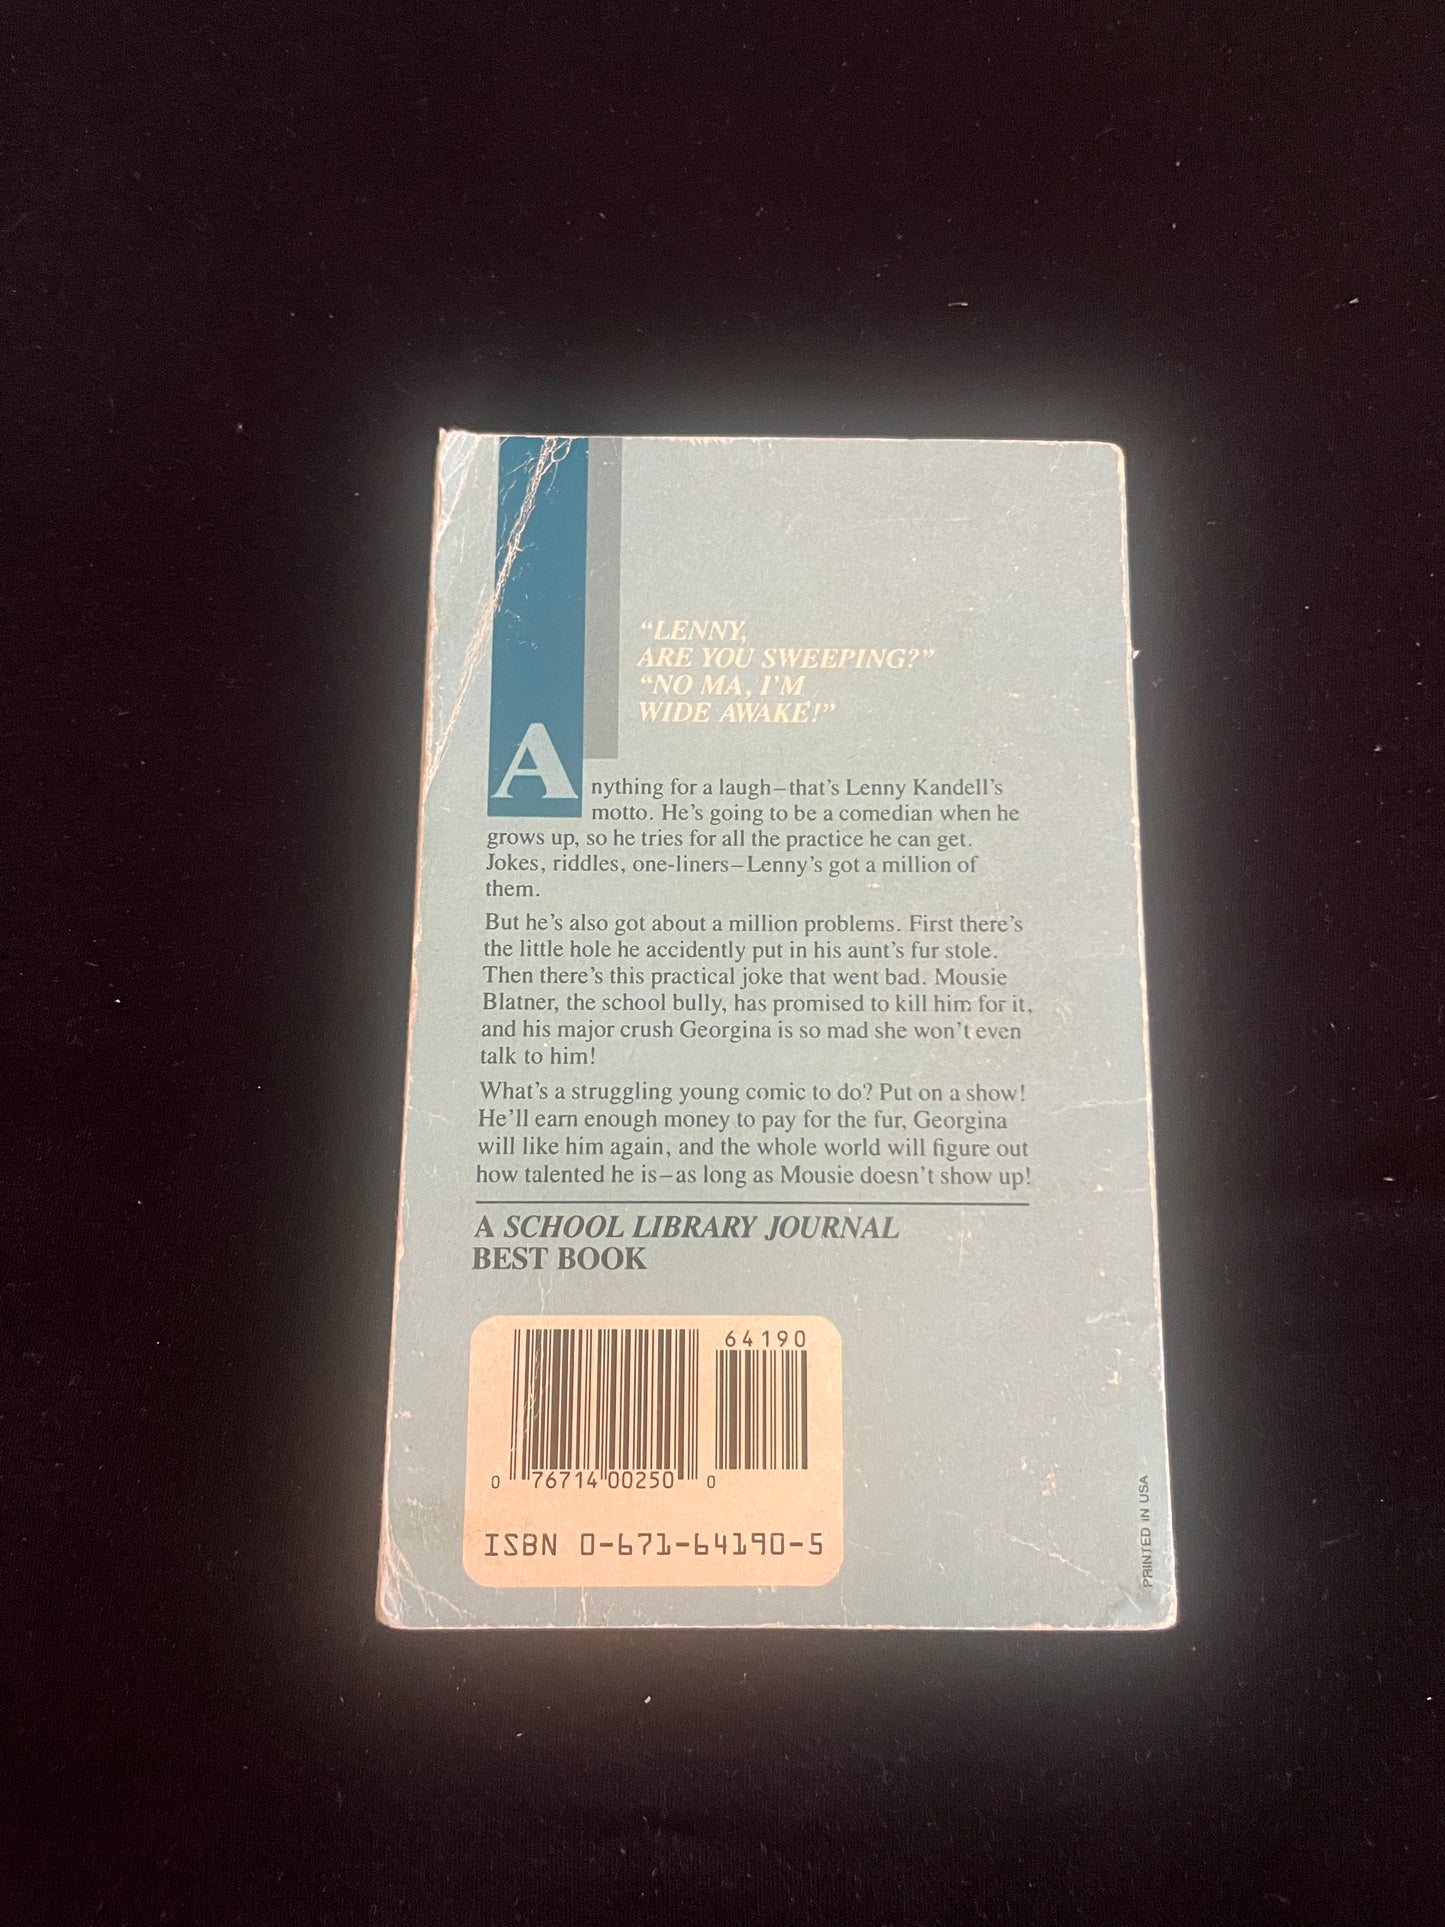 “LENNY,
ARE YOU SWEEPING?”
“NO MA, I’M
WIDE AWAKE!”
Anything for a laugh–that’s Lenny Kandell’s
motto. He’s going to be a comedian when he
grows up, so he tries for all the practice he can get.
Jokes, riddles, one-liners–Lenny’s got a million of
them.
But he’s also got about a million problems. First there’s
the little hole he accidently put in his aunt’s fur stole.
Then there’s this practical joke that went bad. Mousie
Blatner, the school bully, has promised to kill him for it,
and his major crush Georgina is so mad she won’t even
talk to him!
What’s a struggling young comic to do? Put on a show!
He’ll earn enough money to pay for the fur, Georgina
will like him again, and the whole world will figure out
how talented he is–as long as Mousie doesn’t show up!
A SCHOOL LIBRARY JOURNAL
BEST BOOK
64190
0 76714 00250 0
ISBN 0-671-64190-5
PRINTED IN USA